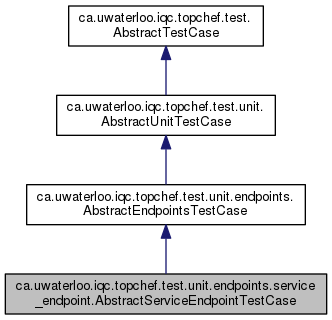 ca.uwaterloo.iqc.topchef.test.
AbstractTestCase
ca.uwaterloo.iqc.topchef.test.unit.
AbstractUnitTestCase
ca.uwaterloo.iqc.topchef.test.unit.endpoints.
AbstractEndpointsTestCase
ca.uwaterloo.iqc.topchef.test.unit.endpoints.service
_endpoint.AbstractServiceEndpointTestCase